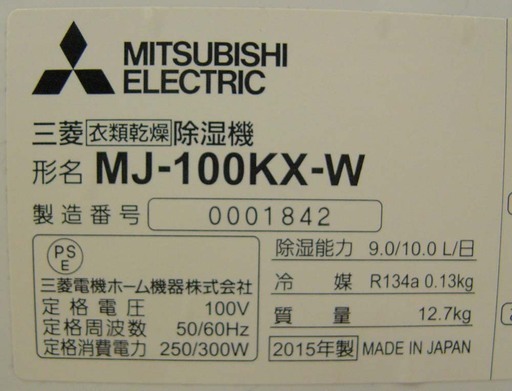 MITSUBISHI
ELECTRIC
三菱 衣類乾燥 除湿機
形名 MJ-100KX-W
製造番号 0001842
PS
E
三菱電機ホーム機器株式会社
定格電圧 100V
定格周波数 50/60Hz
定格消費電力 250/300W
除湿能力 9.0/10.0 L/日
冷媒 R134a 0.13kg
質量 12.7kg
2015年製 MADE IN JAPAN